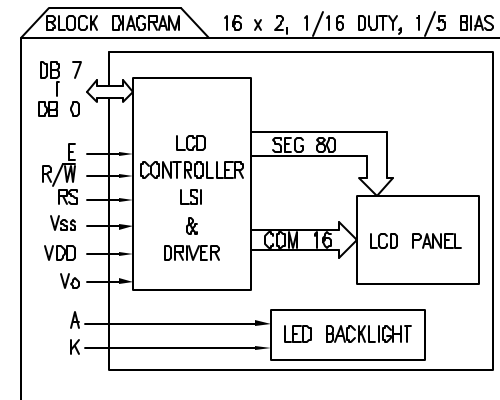 BLOCK DIAGRAM
16 x 2, 1/16 DUTY, 1/5 BIAS
DB 7
DB 0
E
R/W̅
RS
Vss
VDD
Vo
LCD
CONTROLLER
LSI
&
DRIVER
SEG 80
COM 16
LCD PANEL
A
K
LED BACKLIGHT